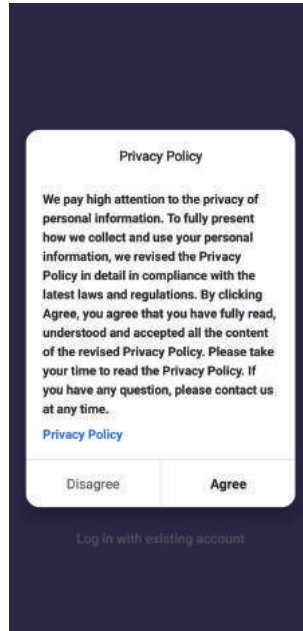 Privacy Policy
We pay high attention to the privacy of
personal information. To fully present
how we collect and use your personal
information, we revised the Privacy
Policy in detail in compliance with the
latest laws and regulations. By clicking
Agree, you agree that you have fully read,
understood and accepted all the content
of the revised Privacy Policy. Please take
your time to read the Privacy Policy. If
you have any question, please contact us
at any time.
Privacy Policy
Disagree Agree
Log in with existing account